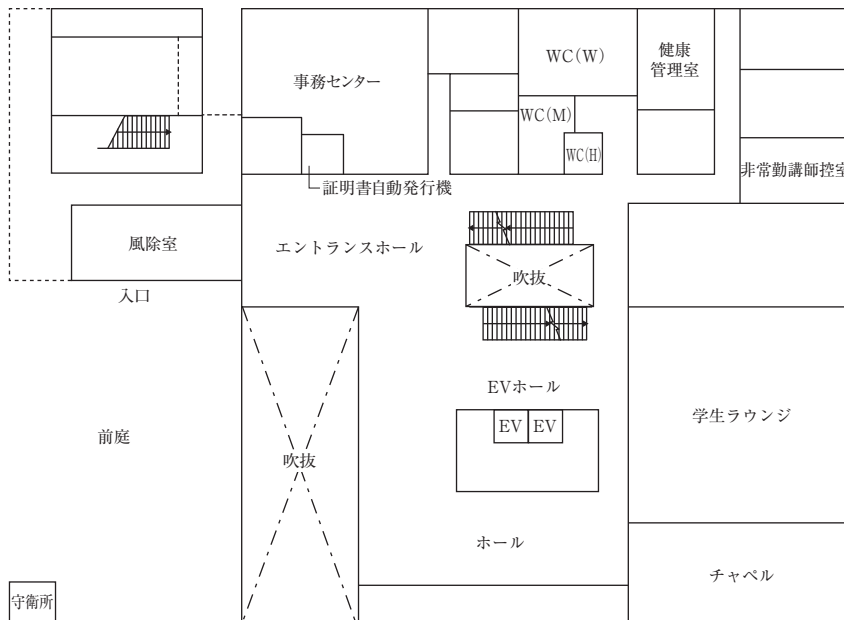 WC(W)
健康
管理室
事務センター
WC(M)
WC(H)
非常勤講師控室
証明書自動発行機
風除室
エントランスホール
吹抜
入口
EVホール
学生ラウンジ
EV
EV
前庭
吹抜
ホール
チャペル
守衛所